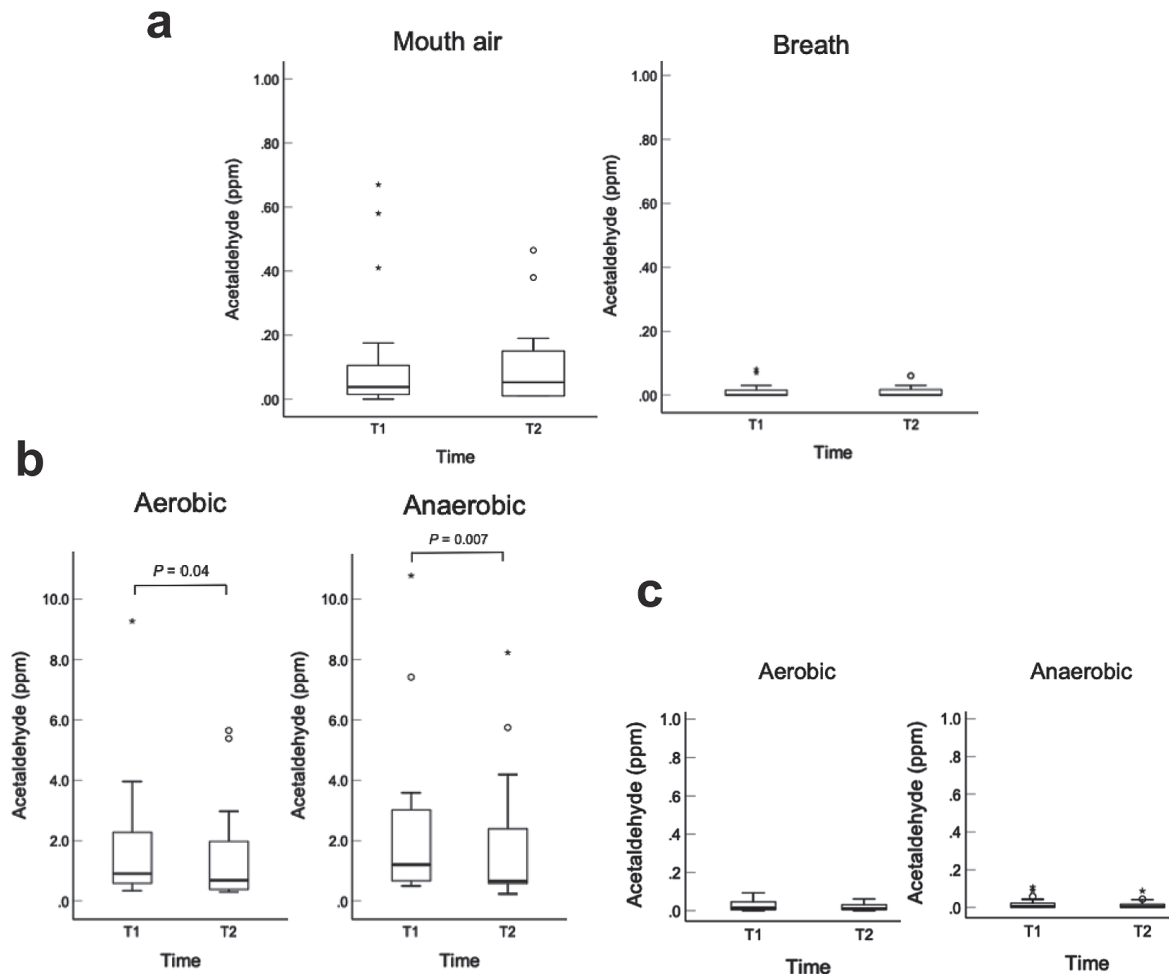 a
Mouth air
Breath
1.00
.80
.60
.40
.20
.00
Acetaldehyde (ppm)
T1
T2
Time
1.00
.80
.60
.40
.20
.00
Acetaldehyde (ppm)
T1
T2
Time
b
Aerobic
P = 0.04
10.0
8.0
6.0
4.0
2.0
.0
Acetaldehyde (ppm)
T1
T2
Time
Anaerobic
P = 0.007
10.0
8.0
6.0
4.0
2.0
.0
Acetaldehyde (ppm)
T1
T2
Time
c
Aerobic
1.0
.8
.6
.4
.2
.0
Acetaldehyde (ppm)
T1
T2
Time
Anaerobic
1.0
.8
.6
.4
.2
.0
Acetaldehyde (ppm)
T1
T2
Time